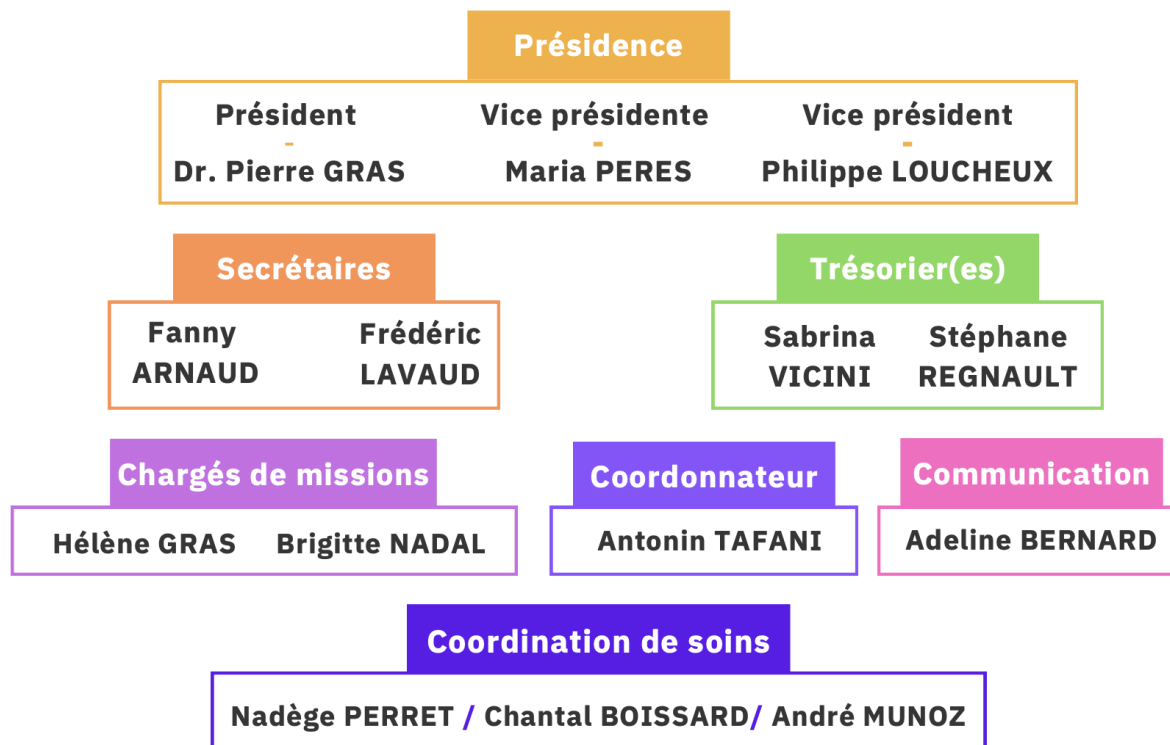 Présidence
Président
-
Dr. Pierre GRAS
Vice présidente
-
Maria PERES
Vice président
-
Philippe LOUCHEUX
Secrétaires
Fanny
ARNAUD
Frédéric
LAVAUD
Trésorier(es)
Sabrina
VICINI
Stéphane
REGNAULT
Chargés de missions
Hélène GRAS
Brigitte NADAL
Coordonnateur
Antonin TAFANI
Communication
Adeline BERNARD
Coordination de soins
Nadège PERRET / Chantal BOISSARD/ André MUNOZ